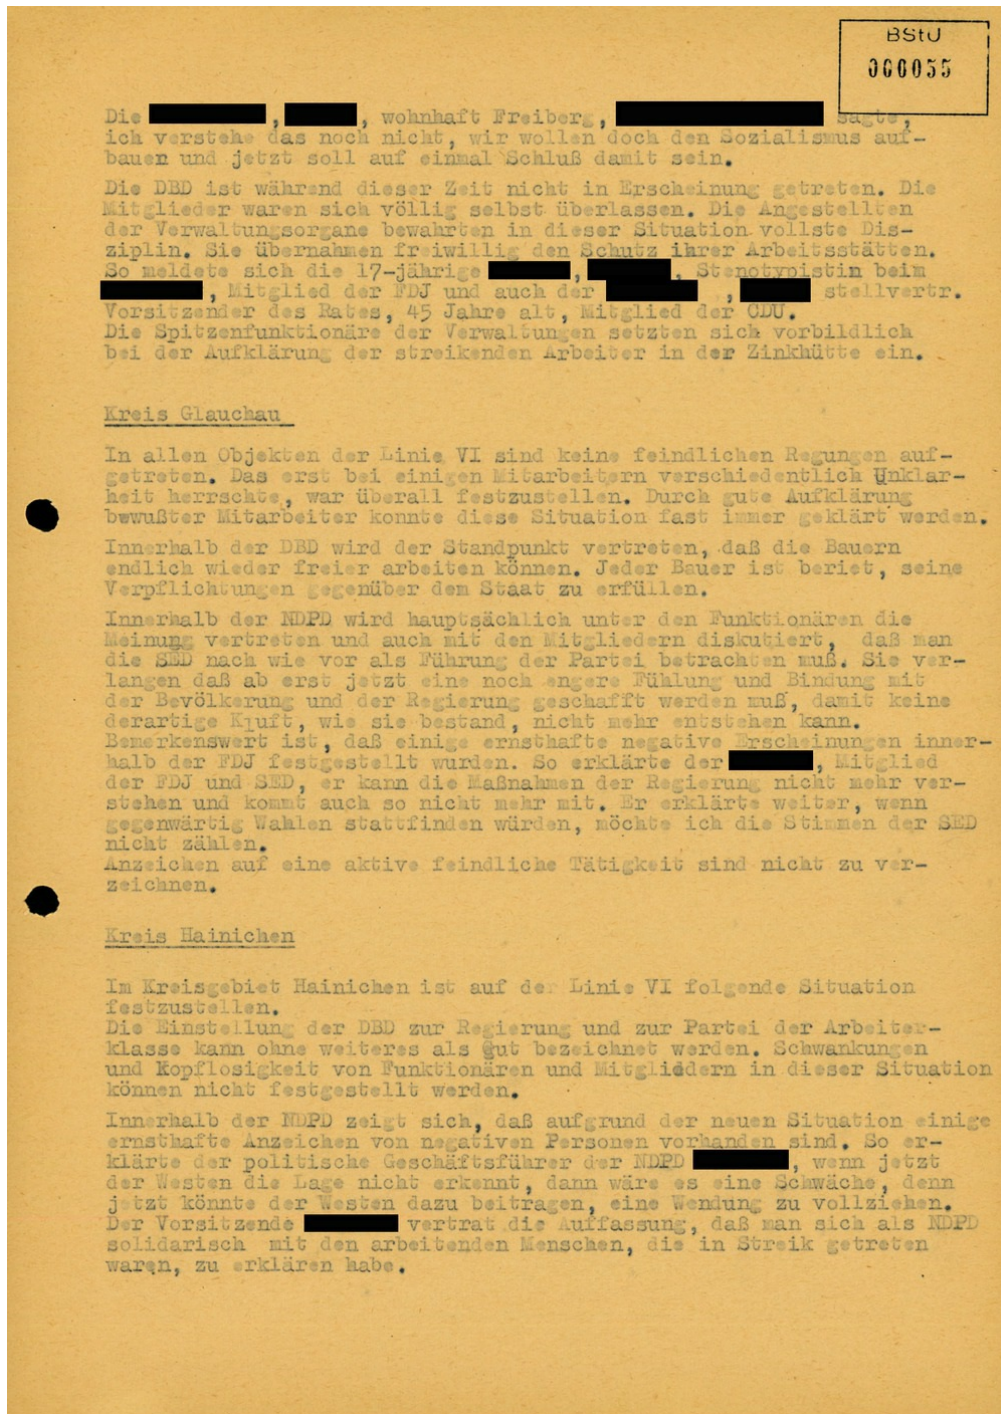 BStU
000055
Die , , wohnhaft Freiberg, sagte,
ich verstehe das noch nicht, wir wollen doch den Sozialismus auf-
bauen und jetzt soll auf einmal Schluß damit sein.
Die DBD ist während dieser Zeit nicht in Erscheinung getreten. Die
Mitglieder waren sich völlig selbst überlassen. Die Angestellten
der Verwaltungsorgane bewahrten in dieser Situation vollste Dis-
ziplin. Sie übernahmen freiwillig den Schutz ihrer Arbeitsstätten.
So meldete sich die 17-jährige , , Stenotypistin beim
, Mitglied der FDJ und auch der , stellvertr.
Vorsitzender des Rates, 45 Jahre alt, Mitglied der CDU.
Die Spitzenfunktionäre der Verwaltungen setzten sich vorbildlich
bei der Aufklärung der streikenden Arbeiter in der Zinkhütte ein.
Kreis Glauchau
In allen Objekten der Linie VI sind keine feindlichen Regungen auf-
getreten. Das erst bei einigen Mitarbeitern verschiedentlich Unklar-
heit herrschte, war überall festzustellen. Durch gute Aufklärung
bwwußter Mitarbeiter konnte diese Situation fast immer geklärt werden.
Innerhalb der DBD wird der Standpunkt vertreten, daß die Bauern
endlich wieder freier arbeiten können. Jeder Bauer ist beriet, seine
Verpflichtungen gegenüber dem Staat zu erfüllen.
Innerhalb der NDPD wird hauptsächlich unter den Funktionären die
Meinung vertreten und auch mit den Mitgliedern diskutiert, daß man
die SED nach wie vor als Führung der Partei betrachten muß. Sie ver-
langen daß ab erst jetzt eine noch engere Fühlung und Bindung mit
der Bevölkerung und der Regierung geschafft werden muß, damit keine
derartige Kluft, wie sie bestand, nicht mehr entstehen kann.
Bemerkenswert ist, daß einige ernsthafte negative Erscheinungen inner-
halb der FDJ festgestellt wurden. So erklärte der , Mitglied
der FDJ und SED, er kann die Maßnahmen der Regierung nicht mehr ver-
stehen und kommt auch so nicht mehr mit. Er erklärte weiter, wenn
gegenwärtig Wahlen stattfinden würden, möchte ich die Stimmen der SED
nicht zählen.
Anzeichen auf eine aktive feindliche Tätigkeit sind nicht zu ver-
zeichnen.
Kreis Hainichen
Im Kreisgebiet Hainichen ist auf der Linie VI folgende Situation
festzustellen.
Die Einstellung der DBD zur Regierung und zur Partei der Arbeiter-
klasse kann ohne weiteres als gut bezeichnet werden. Schwankungen
und Kopflosigkeit von Funktionären und Mitgliedern in dieser Situation
können nicht festgestellt werden.
Innerhalb der NDPD zeigt sich, daß aufgrund der neuen Situation einige
ernsthafte Anzeichen von negativen Personen vorhanden sind. So er-
klärte der politische Geschäftsführer der NDPD , wenn jetzt
der Westen die Lage nicht erkennt, dann wäre es eine Schwäche, denn
jetzt könnte der Westen dazu beitragen, eine Wendung zu vollziehen.
Der Vorsitzende vertrat die Auffassung, daß man sich als NDPD
solidarisch mit den arbeitenden Menschen, die in Streik getreten
waren, zu erklären habe.